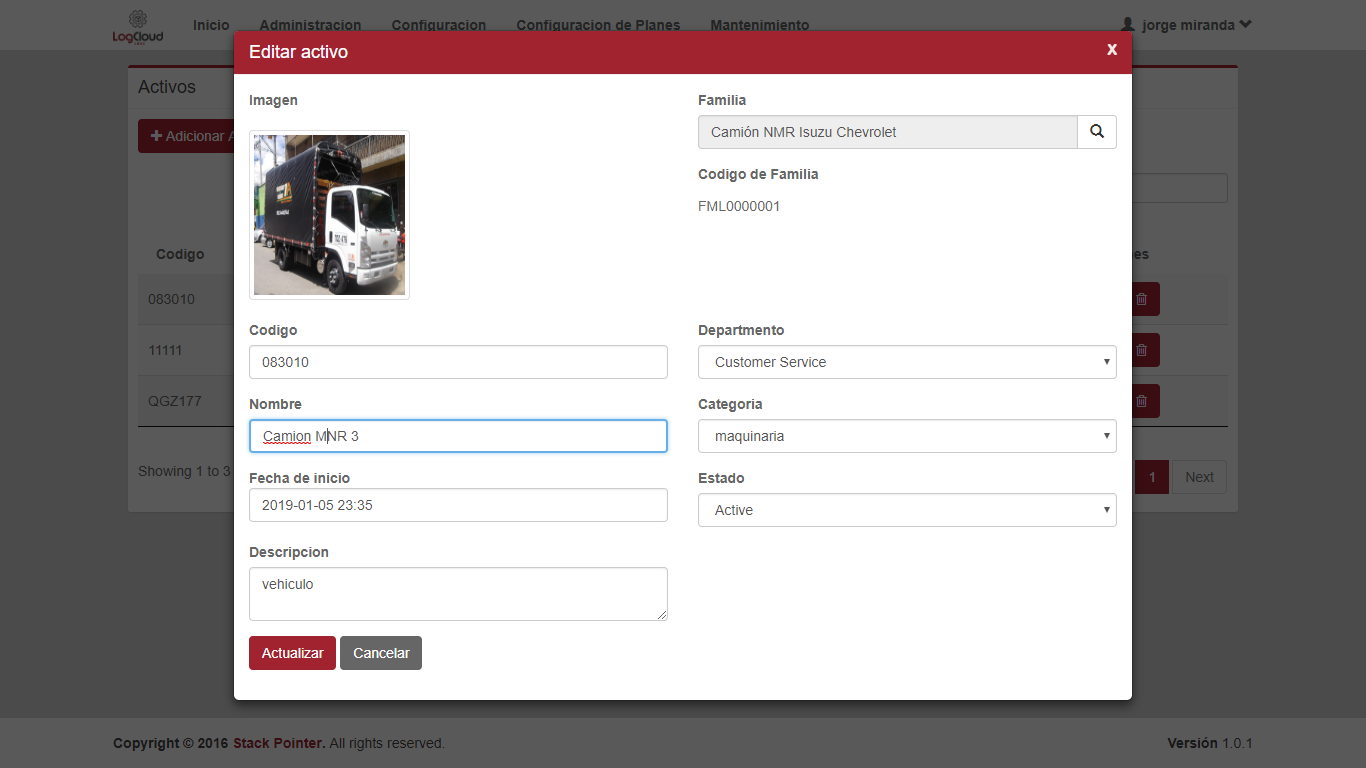 LogCloud
Inicio
Administracion
Configuracion
Configuracion de Planes
Mantenimiento
jorge miranda
Activos
Adicionar A
Codigo
es
083010
11111
QGZ177
Showing 1 to 3
1
Next
Editar activo
x
Imagen
Familia
Camión NMR Isuzu Chevrolet
Codigo de Familia
FML0000001
Codigo
083010
Departmento
Customer Service
Nombre
Camion MNR 3
Categoria
maquinaria
Fecha de inicio
2019-01-05 23:35
Estado
Active
Descripcion
vehiculo
Actualizar
Cancelar
Copyright © 2016 Stack Pointer. All rights reserved.
Versión 1.0.1